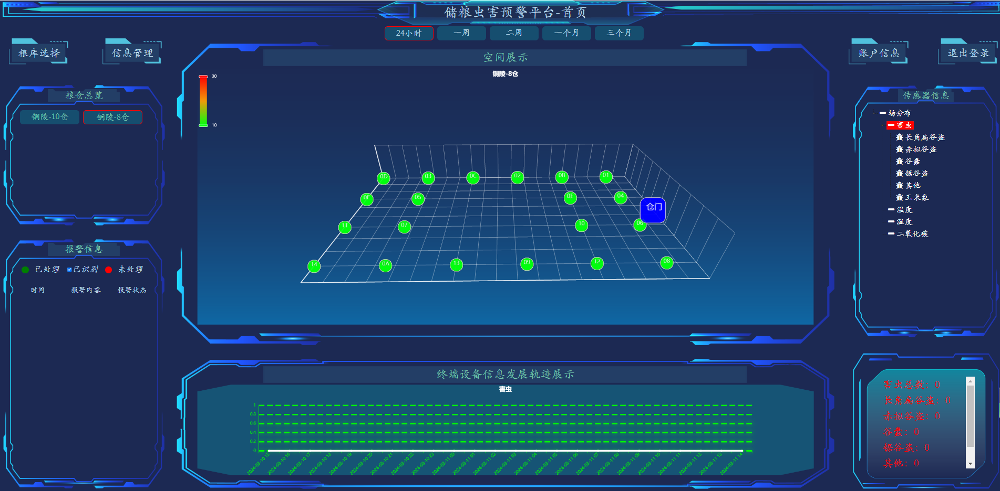 储粮虫害预警平台-首页
24小时 一周 二周 一个月 三个月
粮库选择 信息管理
账户信息 退出登录
粮仓总览
铜陵-10仓 铜陵-8仓
报警信息
已处理 已识别 未处理
时间 报警内容 报警状态
空间展示
铜陵-8仓
30
10
0D 03 0C 02 0B 01
05 04
仓门
11 07 10 06
14 0A 13 09 12 08
终端设备信息发展轨迹展示
害虫
1
0.8
0.6
0.4
0.2
0
2024-03-10 15
2024-03-10 16
2024-03-10 17
2024-03-10 18
2024-03-10 19
2024-03-10 20
2024-03-10 21
2024-03-10 22
2024-03-10 23
2024-03-11 00
2024-03-11 01
2024-03-11 02
2024-03-11 03
2024-03-11 04
2024-03-11 05
2024-03-11 06
2024-03-11 07
2024-03-11 08
2024-03-11 09
2024-03-11 10
2024-03-11 11
2024-03-11 12
2024-03-11 13
2024-03-11 14
传感器信息
场分布
害虫
长角扁谷盗
赤拟谷盗
谷蠹
锯谷盗
其他
玉米象
温度
湿度
二氧化碳
害虫总数: 0
长角扁谷盗: 0
赤拟谷盗: 0
谷蠹: 0
锯谷盗: 0
其他: 0